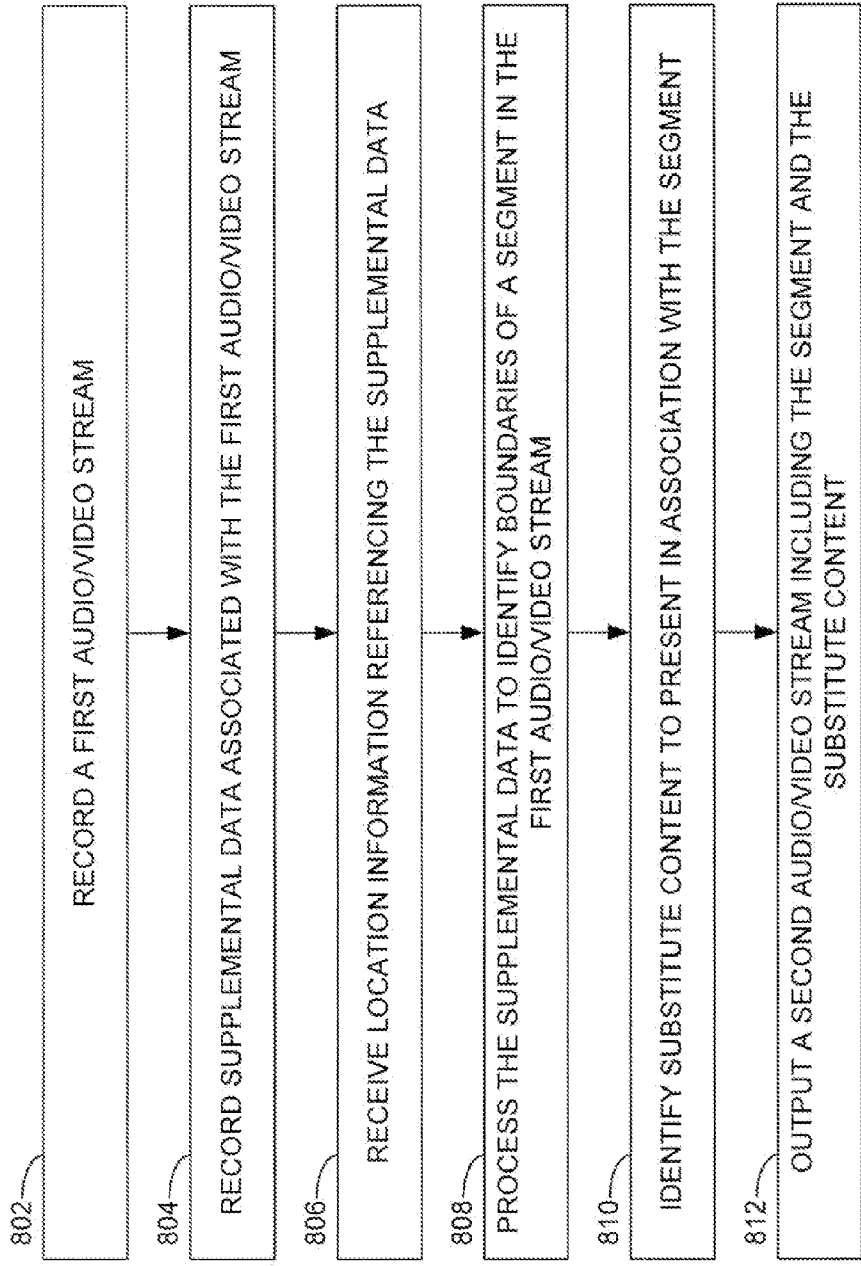 802
RECORD A FIRST AUDIO/VIDEO STREAM
804
RECORD SUPPLEMENTAL DATA ASSOCIATED WITH THE FIRST AUDIO/VIDEO STREAM
806
RECEIVE LOCATION INFORMATION REFERENCING THE SUPPLEMENTAL DATA
808
PROCESS THE SUPPLEMENTAL DATA TO IDENTIFY BOUNDARIES OF A SEGMENT IN THE
FIRST AUDIO/VIDEO STREAM
810
IDENTIFY SUBSTITUTE CONTENT TO PRESENT IN ASSOCIATION WITH THE SEGMENT
812
OUTPUT A SECOND AUDIO/VIDEO STREAM INCLUDING THE SEGMENT AND THE
SUBSTITUTE CONTENT